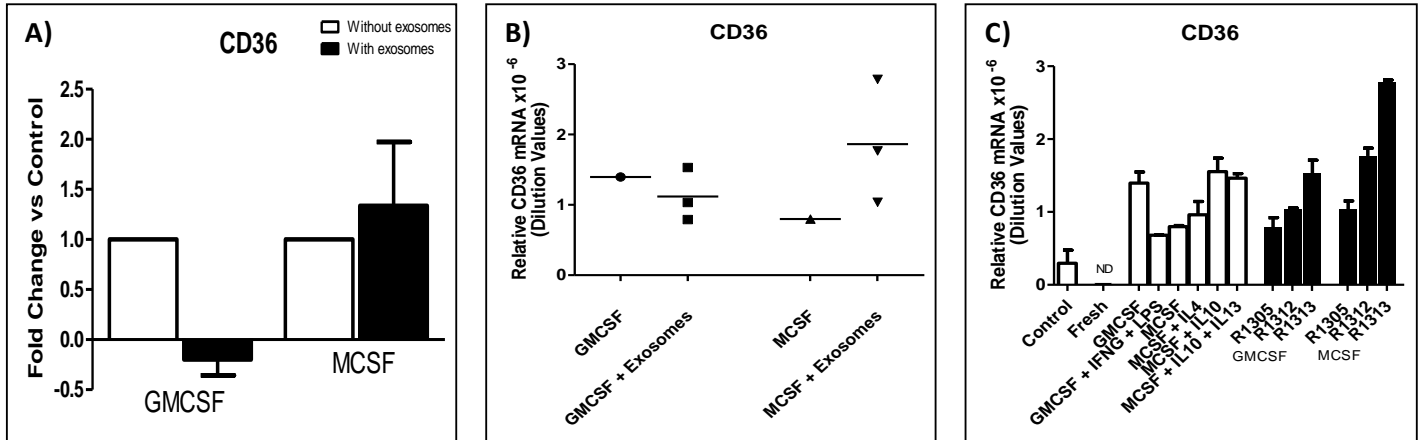 A)
CD36
Without exosomes
With exosomes
Fold Change vs Control
2.5
2.0
1.5
1.0
0.5
0.0
-0.5
GMCSF
MCSF
B)
CD36
Relative CD36 mRNA x10 -6
(Dilution Values)
3
2
1
0
GMCSF
GMCSF + Exosomes
MCSF
MCSF + Exosomes
C)
CD36
Relative CD36 mRNA x10 -6
(Dilution Values)
3
2
1
0
ND
Control
Fresh
GMCSF
GMCSF + IFNG + LPS
MCSF
MCSF + IL4
MCSF + IL10
MCSF + IL10 + IL13
R1305
R1312
R1313
R1305
R1312
R1313
GMCSF
MCSF